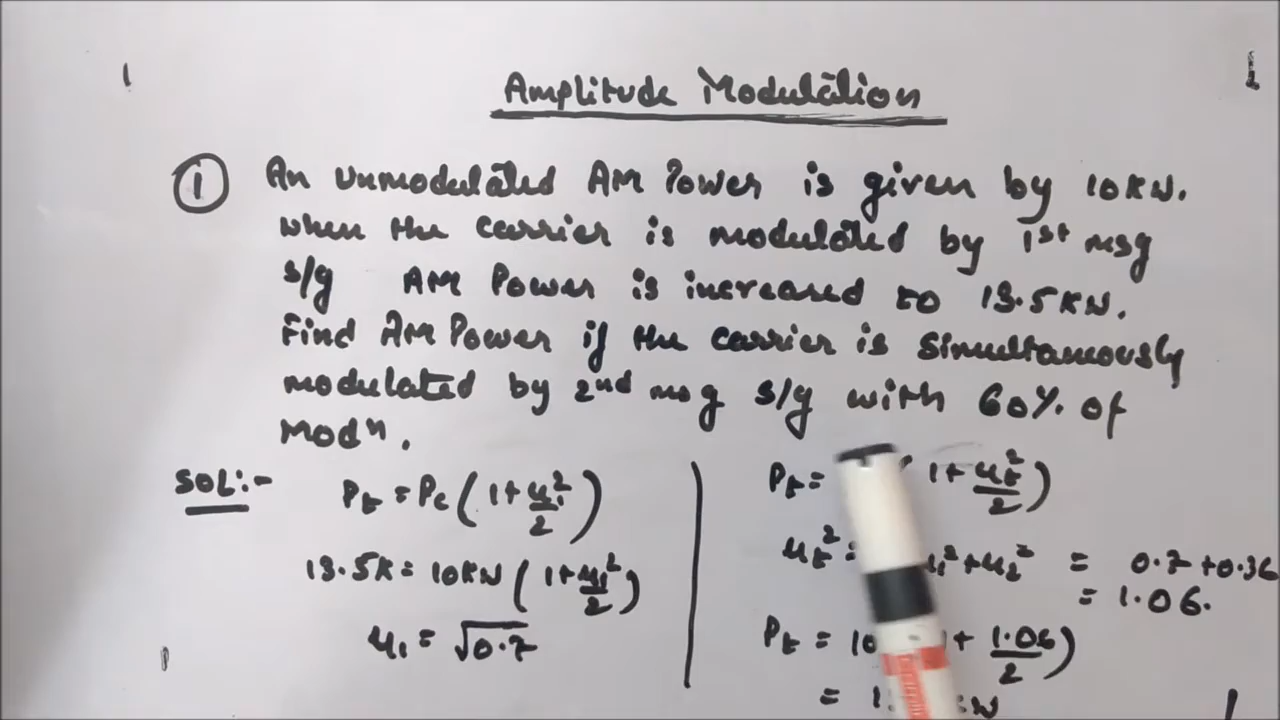 Amplitude Modulation
① An unmodulated AM Power is given by 10KW.
when the carrier is modulated by 1st msg
s/g AM Power is increased to 13.5KW.
Find AM Power if the carrier is simultaneously
modulated by 2nd msg s/g with 60% of
Modⁿ.
SOL:-
Pt = Pc (1 + u₁²/2)
13.5K = 10KW (1 + u₁²/2)
u₁ = √0.7
Pt = (1 + ut²/2)
ut² = u₁² + u₂² = 0.7 + 0.36
= 1.06.
Pt = 10 + 1.06/2)
= 1 W